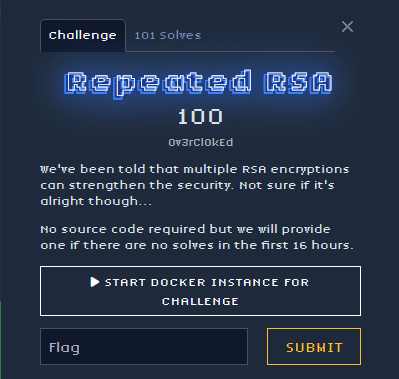 Challenge
101 Solves
Repeated RSA
100
0v3rCl0kEd
We've been told that multiple RSA encryptions
can strengthen the security. Not sure if it's
alright though...
No source code required but we will provide
one if there are no solves in the first 16 hours.
START DOCKER INSTANCE FOR
CHALLENGE
Flag
SUBMIT